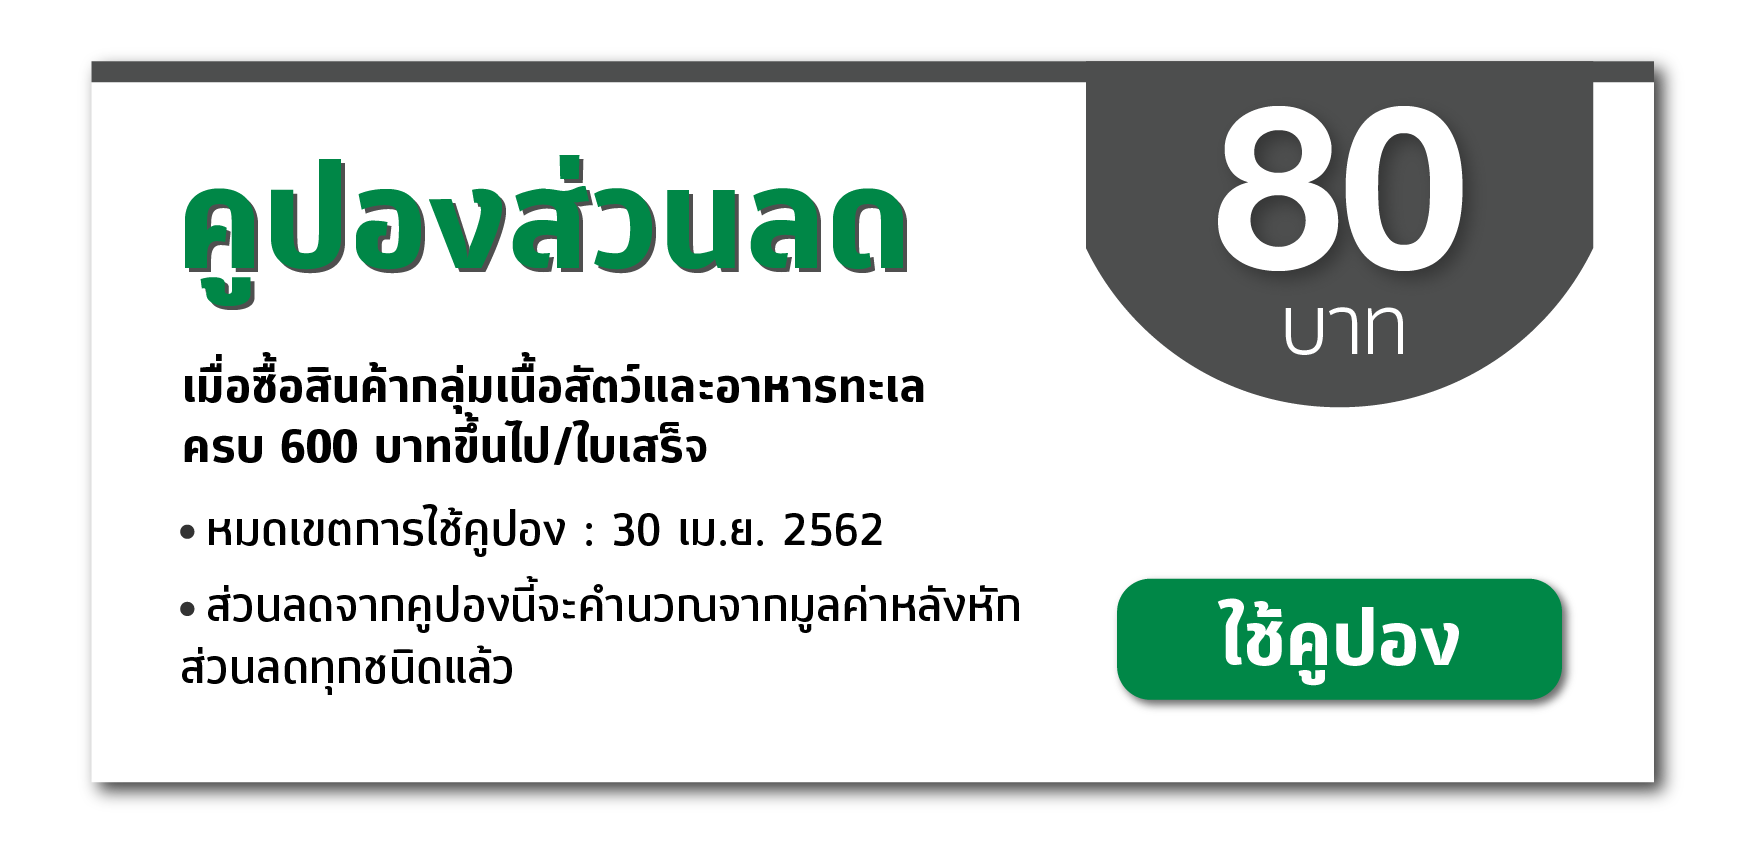 คูปองส่วนลด
80
บาท
เมื่อซื้อสินค้ากลุ่มเนื้อสัตว์และอาหารทะเล
ครบ 600 บาทขึ้นไป/ใบเสร็จ
• หมดเขตการใช้คูปอง : 30 เม.ย. 2562
• ส่วนลดจากคูปองนี้จะคำนวณจากมูลค่าหลังหัก
ส่วนลดทุกชนิดแล้ว
ใช้คูปอง